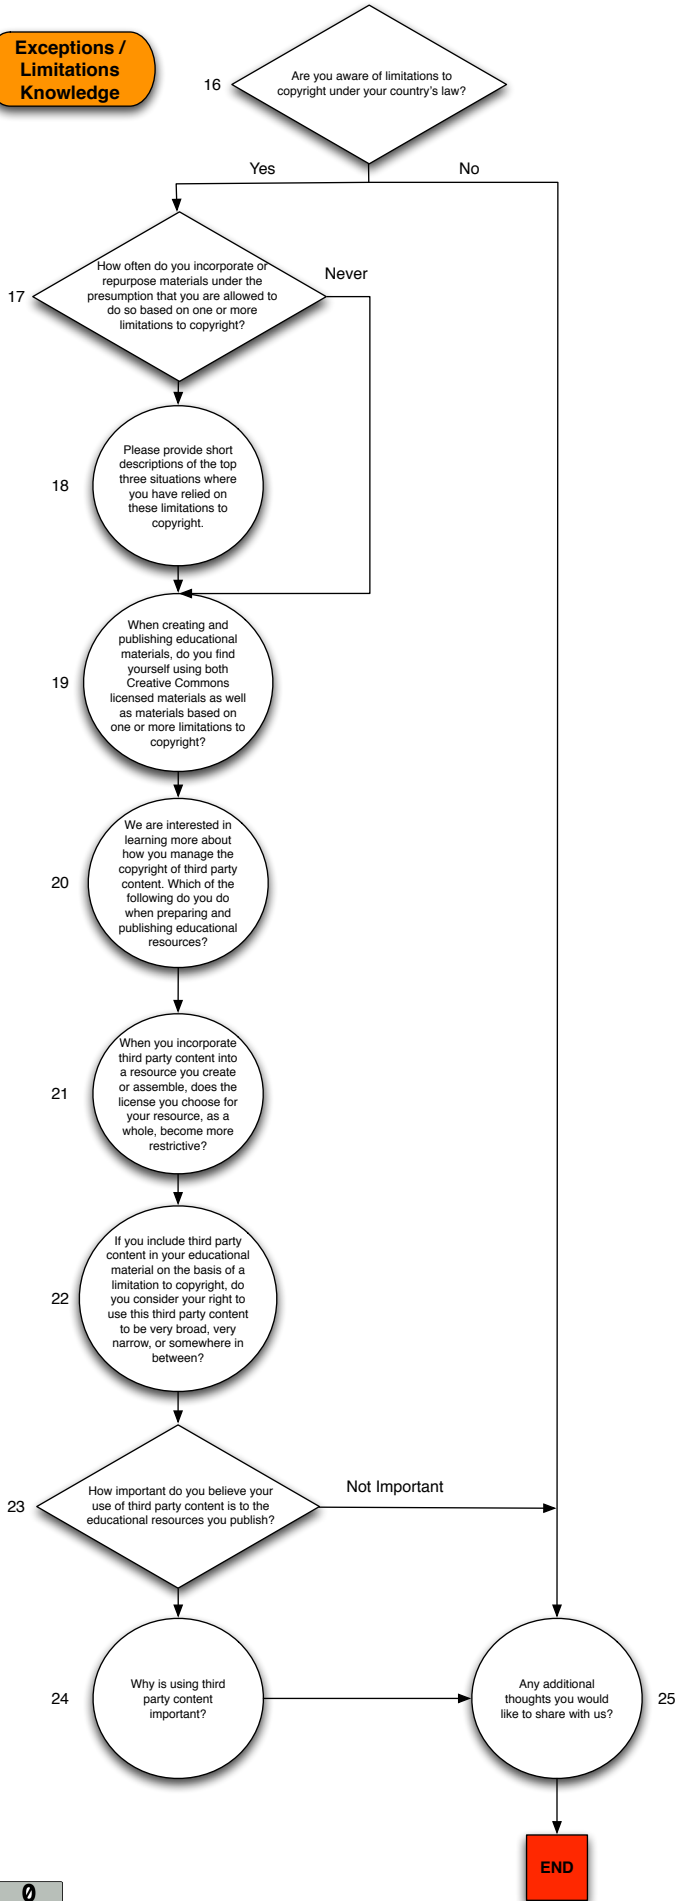 Exceptions /
Limitations
Knowledge
16
Are you aware of limitations to
copyright under your country's law?
Yes
No
17
How often do you incorporate or
repurpose materials under the
presumption that you are allowed to
do so based on one or more
limitations to copyright?
Never
18
Please provide short
descriptions of the top
three situations where
you have relied on
these limitations to
copyright.
19
When creating and
publishing educational
materials, do you find
yourself using both
Creative Commons
licensed materials as well
as materials based on
one or more limitations to
copyright?
20
We are interested in
learning more about
how you manage the
copyright of third party
content. Which of the
following do you do
when preparing and
publishing educational
resources?
21
When you incorporate
third party content into
a resource you create
or assemble, does the
license you choose for
your resource, as a
whole, become more
restrictive?
22
If you include third party
content in your educational
material on the basis of a
limitation to copyright, do
you consider your right to
use this third party content
to be very broad, very
narrow, or somewhere in
between?
23
How important do you believe your
use of third party content is to the
educational resources you publish?
Not Important
24
Why is using third
party content
important?
Any additional
thoughts you would
like to share with us?
25
END
0